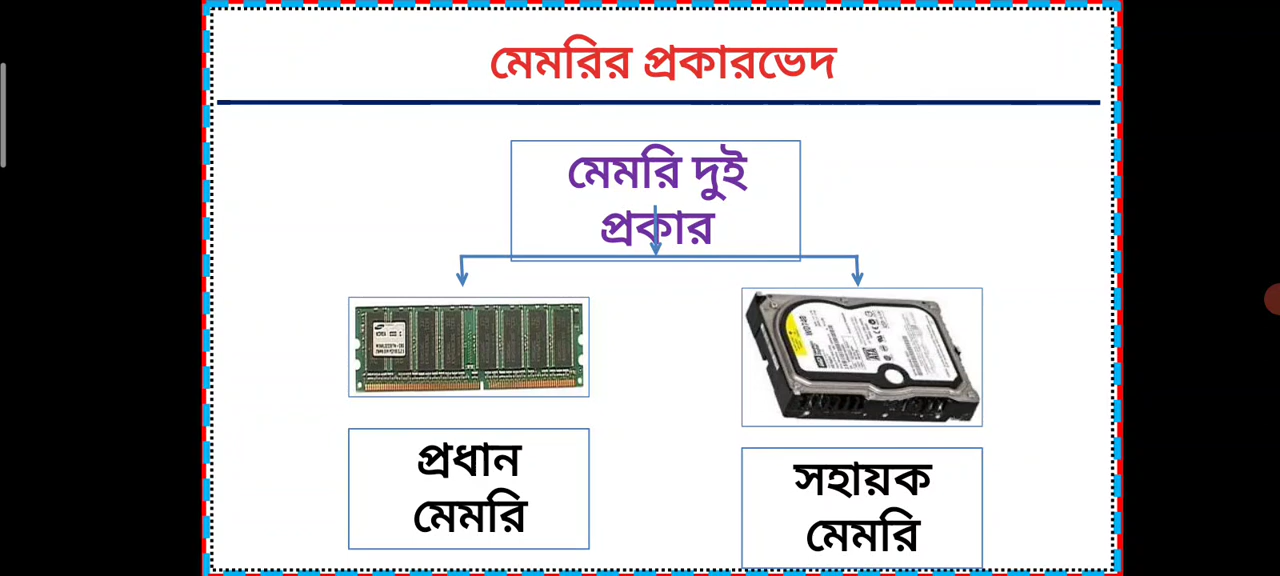 মেমরির প্রকারভেদ
মেমরি দুই
প্রকার
প্রধান
মেমরি
সহায়ক
মেমরি